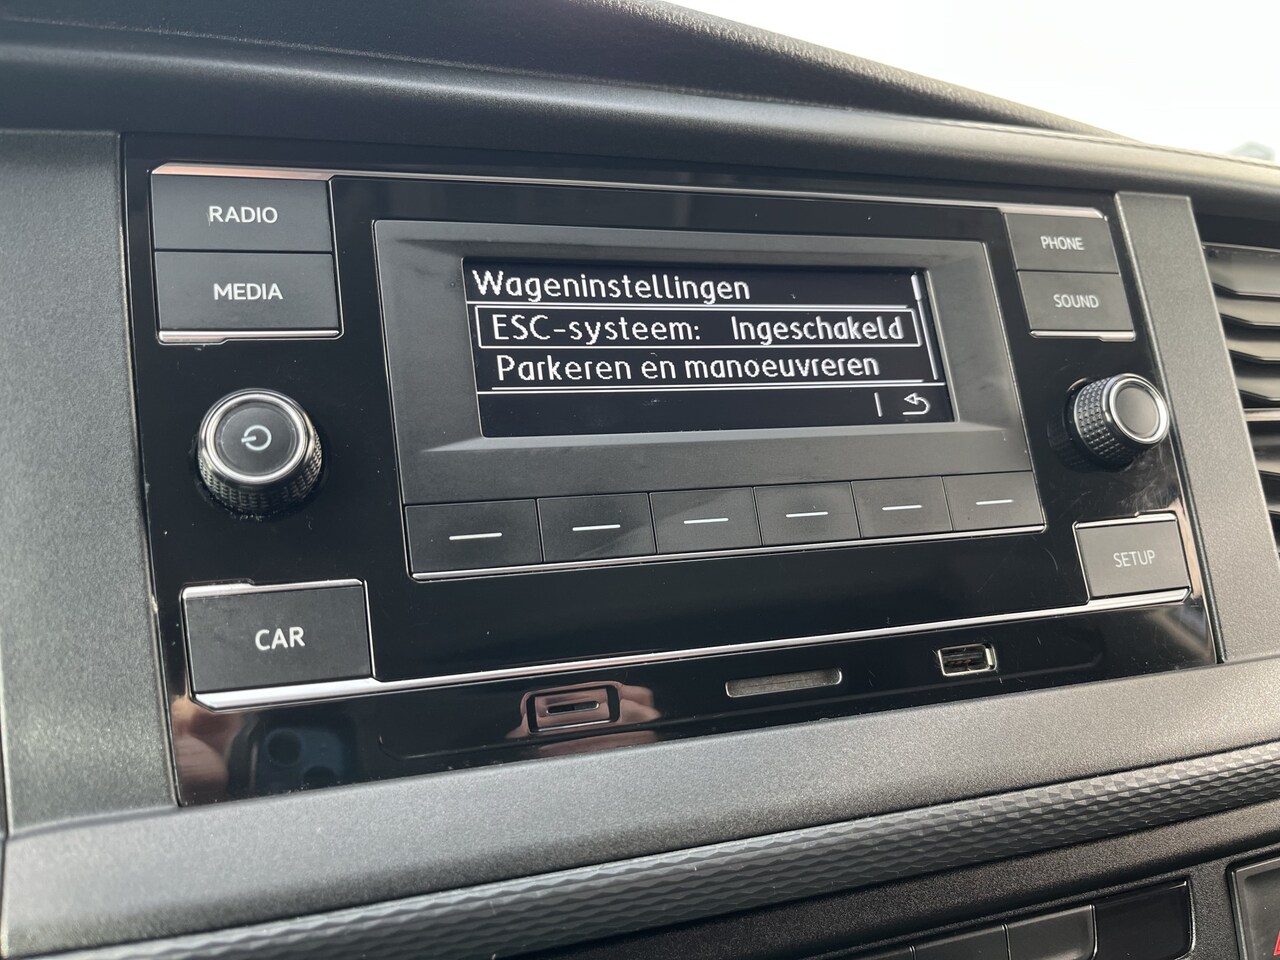 RADIO
MEDIA
Wageninstellingen
ESC-systeem: Ingeschakeld
Parkeren en manoeuvreren
PHONE
SOUND
SETUP
CAR